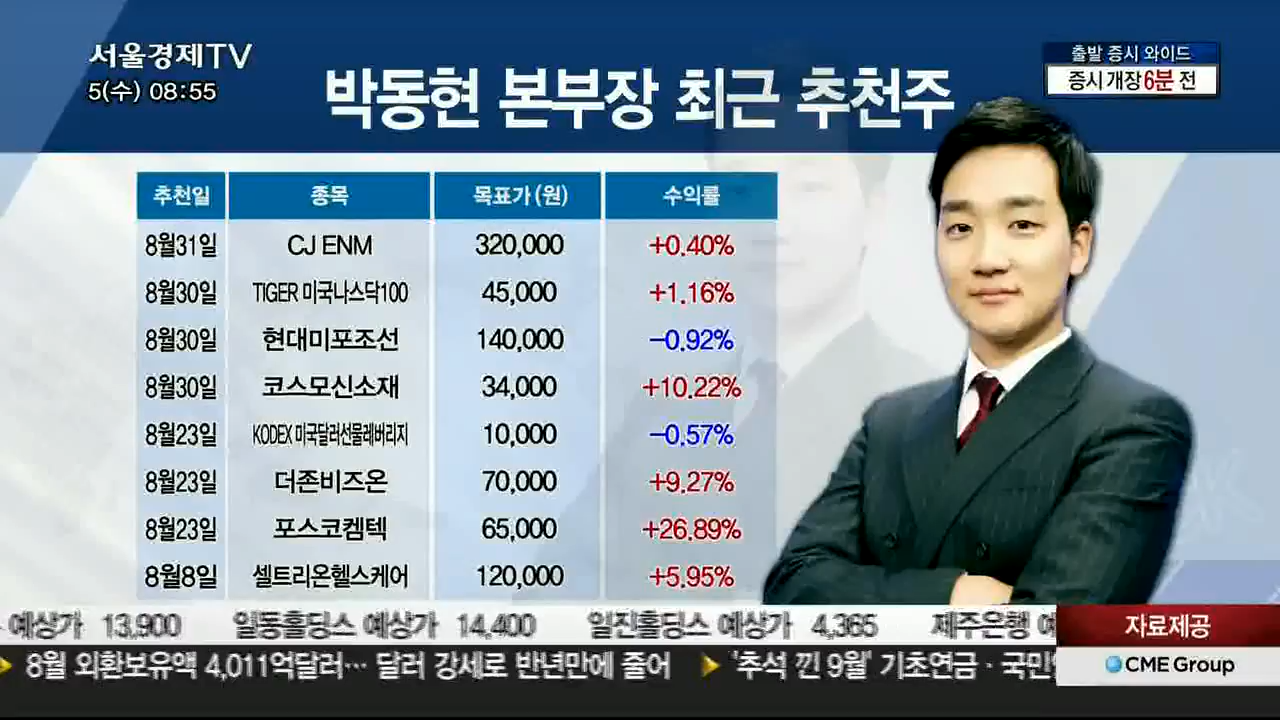 서울경제TV
5(수) 08:55
출발 증시 와이드
증시 개장 6분 전
박동현 본부장 최근 추천주
추천일 종목 목표가(원) 수익률
8월31일 CJ ENM 320,000 +0.40%
8월30일 TIGER 미국나스닥100 45,000 +1.16%
8월30일 현대미포조선 140,000 -0.92%
8월30일 코스모신소재 34,000 +10.22%
8월23일 KODEX 미국달러선물레버리지 10,000 -0.57%
8월23일 더존비즈온 70,000 +9.27%
8월23일 포스코켐텍 65,000 +26.89%
8월8일 셀트리온헬스케어 120,000 +5.95%
예상가 13,900 일동홀딩스 예상가 14,400 일진홀딩스 예상가 4,365 제주은행
자료제공
8월 외환보유액 4,011억달러… 달러 강세로 반년만에 줄어 '추석 낀 9월' 기초연금·국민
CME Group